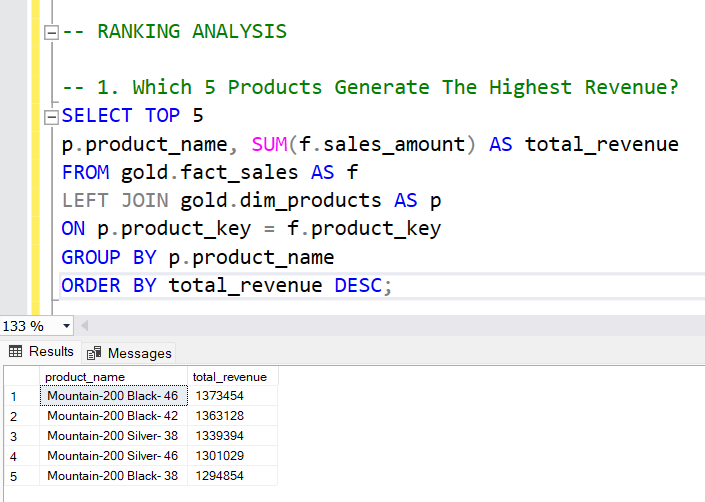 -- RANKING ANALYSIS
-- 1. Which 5 Products Generate The Highest Revenue?
SELECT TOP 5
p.product_name, SUM(f.sales_amount) AS total_revenue
FROM gold.fact_sales AS f
LEFT JOIN gold.dim_products AS p
ON p.product_key = f.product_key
GROUP BY p.product_name
ORDER BY total_revenue DESC;
133 %
Results Messages
product_name total_revenue
1 Mountain-200 Black- 46 1373454
2 Mountain-200 Black- 42 1363128
3 Mountain-200 Silver- 38 1339394
4 Mountain-200 Silver- 46 1301029
5 Mountain-200 Black- 38 1294854